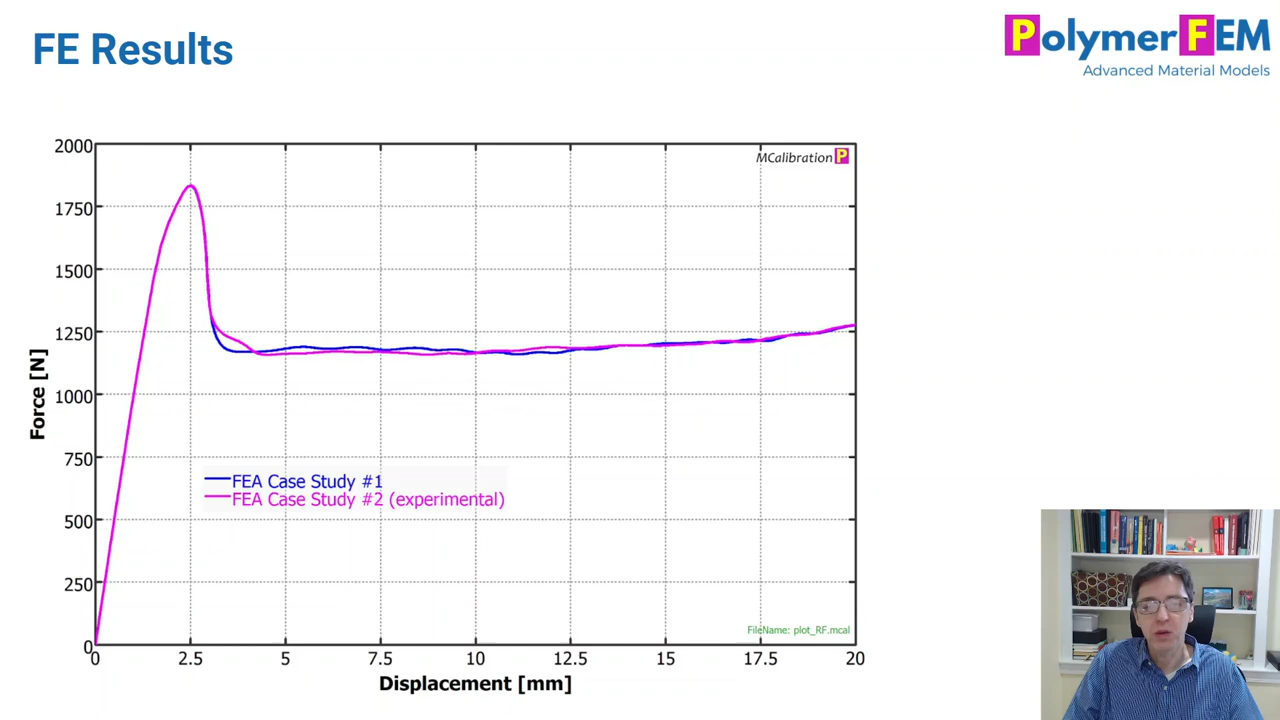 FE Results
PolymerFEM
Advanced Material Models
2000
1750
1500
1250
1000
750
500
250
0
Force [N]
MCalibration P
FEA Case Study #1
FEA Case Study #2 (experimental)
FileName: plot_RF.mcal
0 2.5 5 7.5 10 12.5 15 17.5 20
Displacement [mm]